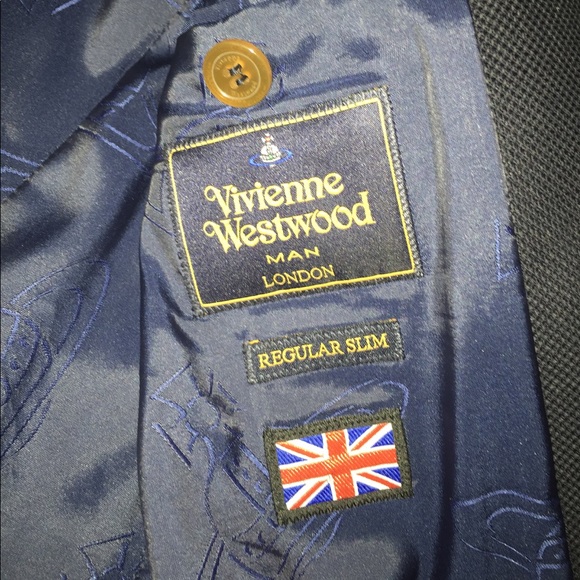 Vivienne
Westwood
MAN
LONDON
REGULAR SLIM